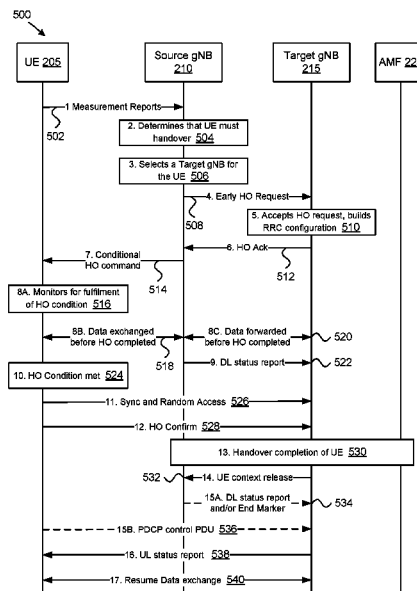 500
UE 205
Source gNB
210
Target gNB
215
AMF 22
1 Measurement Reports
502
2. Determines that UE must
handover 504
3. Selects a Target gNB for
the UE 506
4. Early HO Request
508
5. Accepts HO request, builds
RRC configuration 510
6. HO Ack
512
7. Conditional
HO command
514
8A. Monitors for fulfilment
of HO condition 516
8B. Data exchanged
before HO completed
518
8C. Data forwarded
before HO completed
520
9. DL status report
522
10. HO Condition met 524
11. Sync and Random Access 526
12. HO Confirm 528
13. Handover completion of UE 530
532
14. UE context release
15A. DL status report
and/or End Marker
534
15B. PDCP control PDU 536
16. UL status report 538
17. Resume Data exchange 540